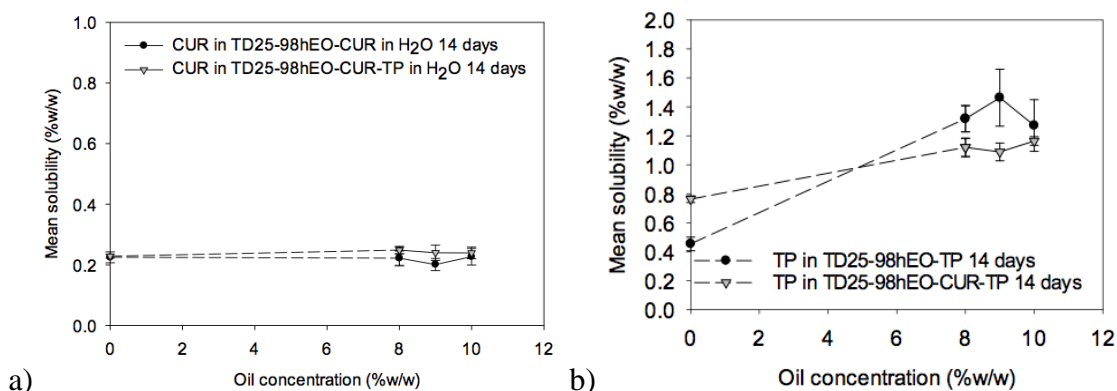 1.0
0.8
0.6
0.4
0.2
0.0
Mean solubility (%w/w)
CUR in TD25-98hEO-CUR in H₂O 14 days
CUR in TD25-98hEO-CUR-TP in H₂O 14 days
0 2 4 6 8 10 12
Oil concentration (%w/w)
a)
2.0
1.8
1.6
1.4
1.2
1.0
0.8
0.6
0.4
0.2
0.0
Mean solubility (%w/w)
TP in TD25-98hEO-TP 14 days
TP in TD25-98hEO-CUR-TP 14 days
0 2 4 6 8 10 12
Oil concentration (%w/w)
b)